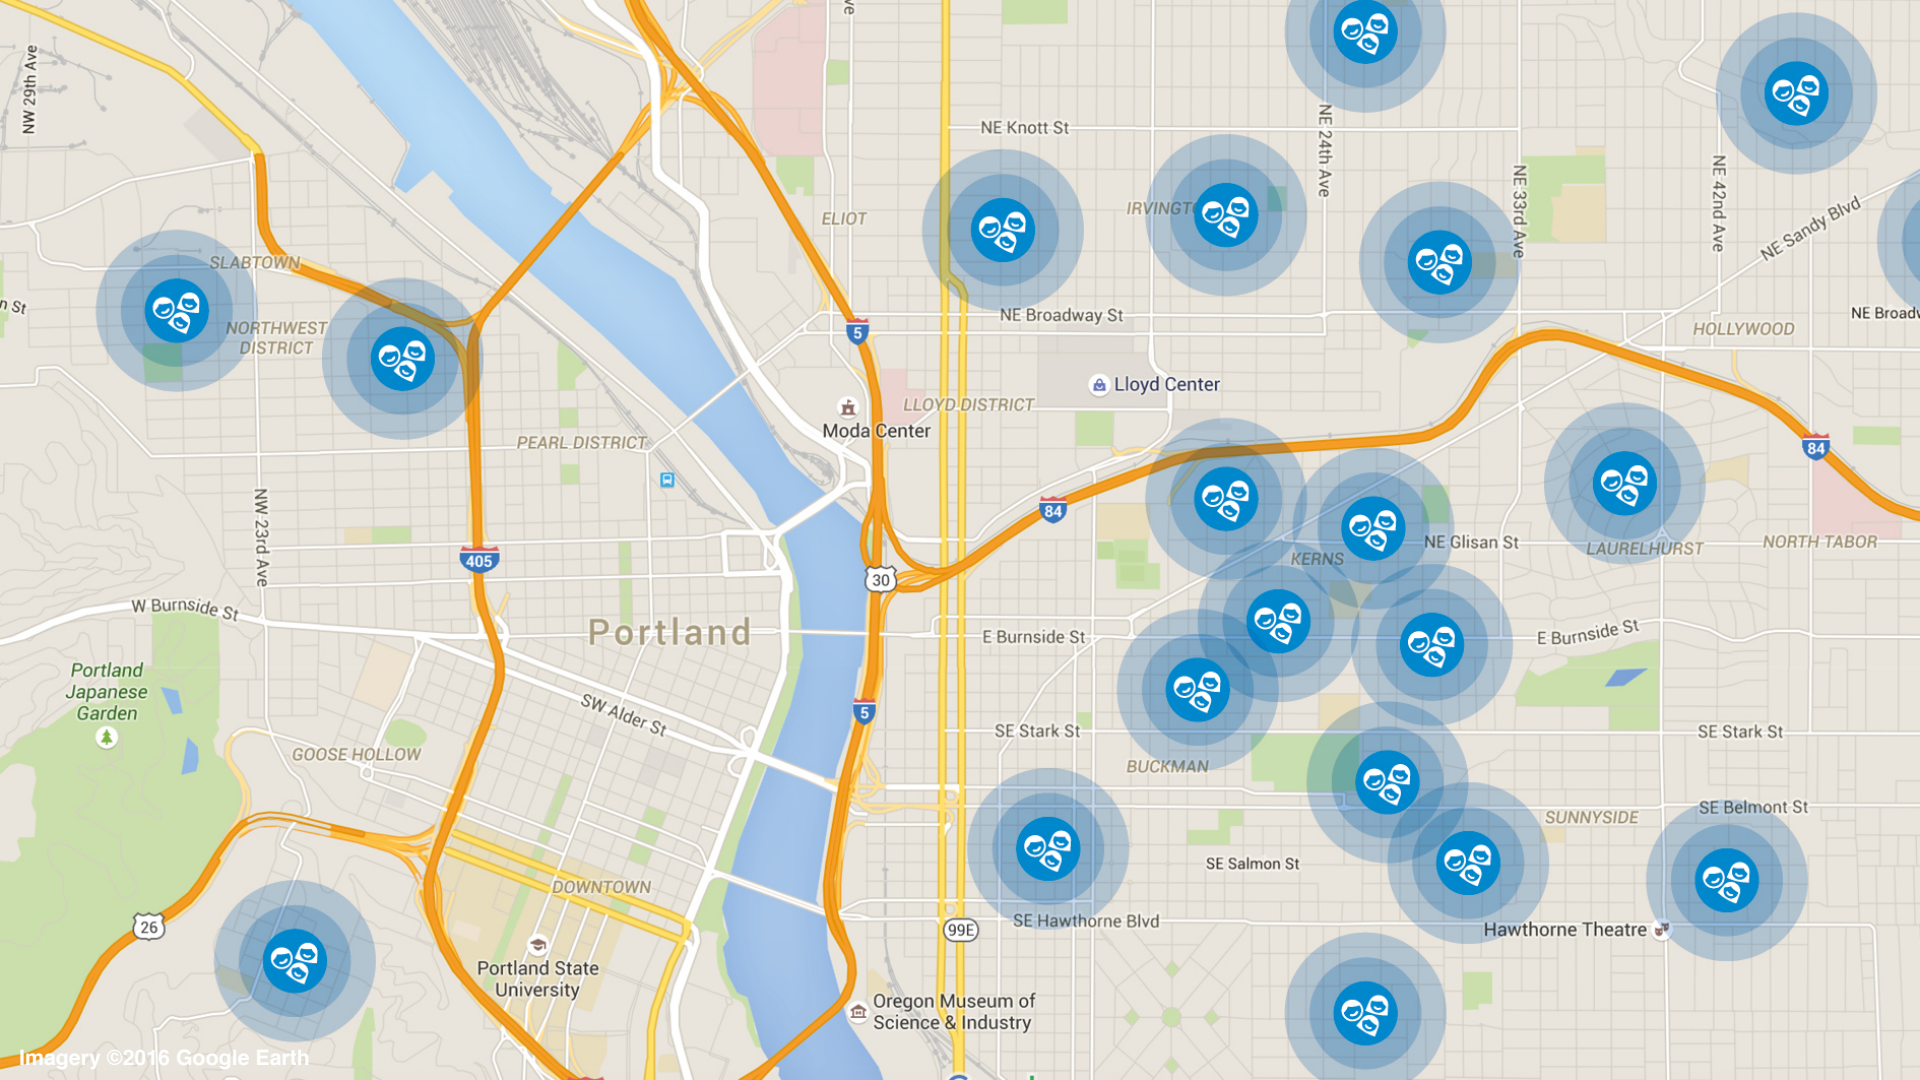 NW 29th Ave
ve
NE Knott St
NE 24th Ave
NE 33rd Ave
NE 42nd Ave
NE Sandy Blvd
ELIOT
SLABTOWN
n St
NORTHWEST
DISTRICT
5
NE Broadway St
HOLLYWOOD
Lloyd Center
LLOYD DISTRICT
Moda Center
PEARL DISTRICT
84
NW 23rd Ave
405
84
30
KERNS
NE Glisan St
LAURELHURST
NORTH TABOR
W Burnside St
Portland
E Burnside St
E Burnside St
Portland
Japanese
Garden
SW Alder St
5
SE Stark St
SE Stark St
GOOSE HOLLOW
BUCKMAN
SE Belmont St
SUNNYSIDE
SE Salmon St
DOWNTOWN
26
99E
SE Hawthorne Blvd
Hawthorne Theatre
Portland State
University
Oregon Museum of
Science & Industry
Imagery ©2016 Google Earth